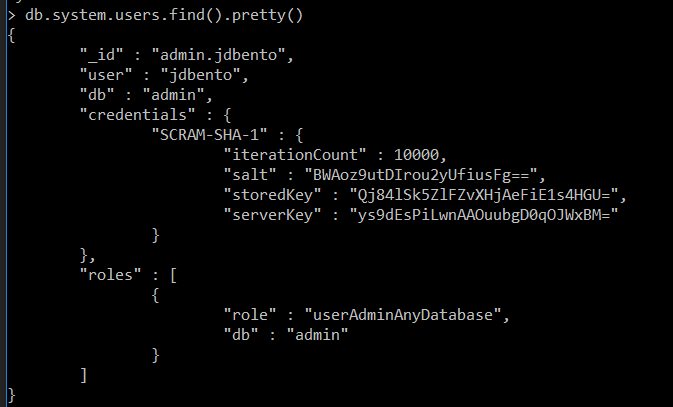 > db.system.users.find().pretty()
{
"_id" : "admin.jdbento",
"user" : "jdbento",
"db" : "admin",
"credentials" : {
"SCRAM-SHA-1" : {
"iterationCount" : 10000,
"salt" : "BWAoz9utDIrou2yUfiusFg==",
"storedKey" : "Qj84lSk5ZlFZvXHjAeFiE1s4HGU=",
"serverKey" : "ys9dEsPiLwnAAOuubgD0qOJWxBM="
}
},
"roles" : [
{
"role" : "userAdminAnyDatabase",
"db" : "admin"
}
]
}